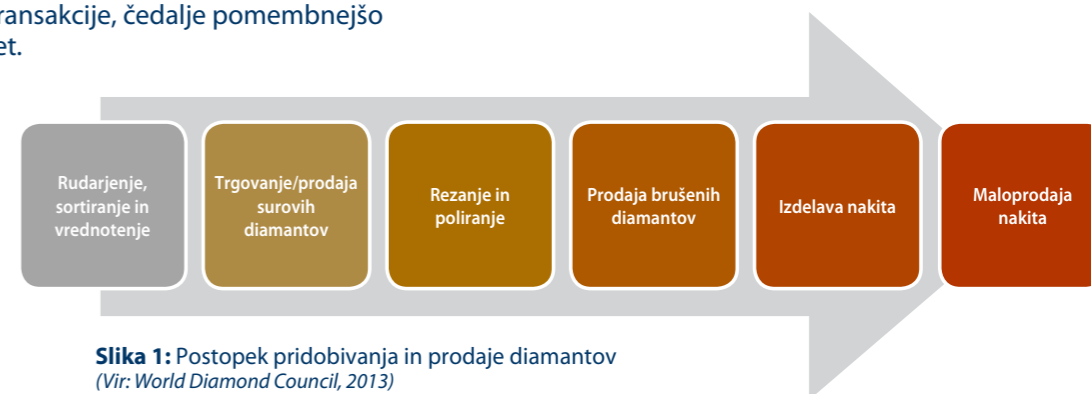 ransakcije, čedalje pomembnejšo
et.
Rudarjenje,
sortiranje in
vrednotenje
Trgovanje/prodaja
surovih
diamantov
Rezanje in
poliranje
Prodaja brušenih
diamantov
Izdelava nakita
Maloprodaja
nakita
Slika 1: Postopek pridobivanja in prodaje diamantov
(Vir: World Diamond Council, 2013)